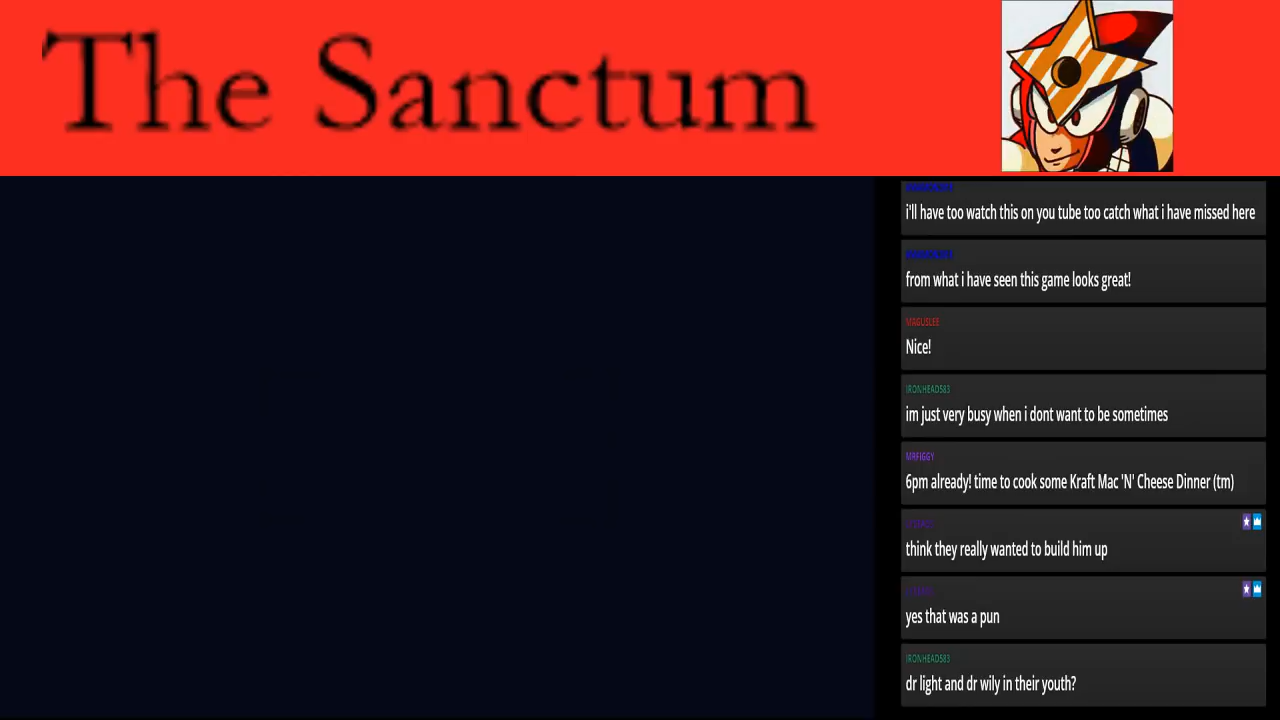 The Sanctum
i'll have too watch this on you tube too catch what i have missed here
from what i have seen this game looks great!
MAGUSLEE
Nice!
IRONHEAD583
im just very busy when i dont want to be sometimes
MRFIGGY
6pm already! time to cook some Kraft Mac 'N' Cheese Dinner (tm)
think they really wanted to build him up
yes that was a pun
IRONHEAD583
dr light and dr wily in their youth?